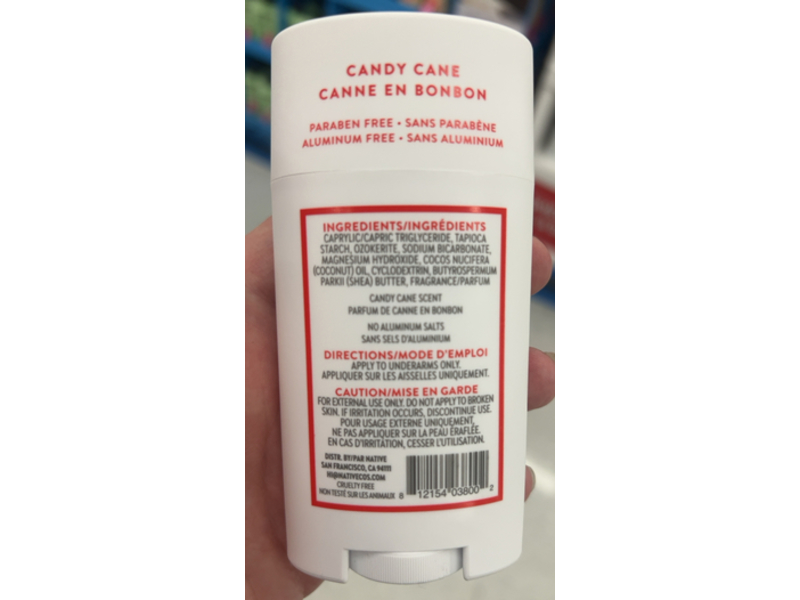 CANDY CANE
CANNE EN BONBON
PARABEN FREE • SANS PARABÈNE
ALUMINUM FREE • SANS ALUMINIUM
INGREDIENTS/INGRÉDIENTS
CAPRYLIC/CAPRIC TRIGLYCERIDE, TAPIOCA
STARCH, OZOKERITE, SODIUM BICARBONATE,
MAGNESIUM HYDROXIDE, COCOS NUCIFERA
(COCONUT) OIL, CYCLODEXTRIN, BUTYROSPERMUM
PARKII (SHEA) BUTTER, FRAGRANCE/PARFUM
CANDY CANE SCENT
PARFUM DE CANNE EN BONBON
NO ALUMINUM SALTS
SANS SELS D'ALUMINIUM
DIRECTIONS/MODE D'EMPLOI
APPLY TO UNDERARMS ONLY.
APPLIQUER SUR LES AISSELLES UNIQUEMENT.
CAUTION/MISE EN GARDE
FOR EXTERNAL USE ONLY. DO NOT APPLY TO BROKEN
SKIN. IF IRRITATION OCCURS, DISCONTINUE USE.
POUR USAGE EXTERNE UNIQUEMENT,
NE PAS APPLIQUER SUR LA PEAU ÉRAFLÉE.
EN CAS D'IRRITATION, CESSER L'UTILISATION.
DISTR. BY/PAR NATIVE
SAN FRANCISCO, CA 94111
HI@NATIVECOS.COM
CRUELTY FREE
NON TESTÉ SUR LES ANIMAUX
8 12154 03800 2